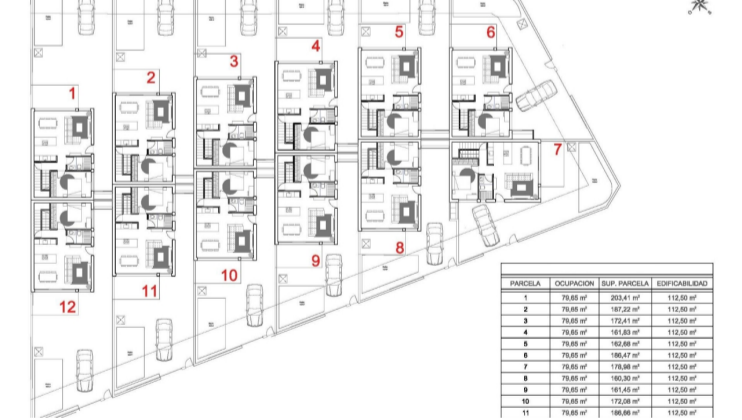 6
5
4
3
2
1
7
8
9
10
11
12
PARCELA OCUPACION SUP. PARCELA EDIFICABILIDAD
1 79,65 m² 203,41 m² 112,50 m²
2 79,65 m² 187,22 m² 112,50 m²
3 79,65 m² 172,41 m² 112,50 m²
4 79,65 m² 161,83 m² 112,50 m²
5 79,65 m² 162,68 m² 112,50 m²
6 79,65 m² 186,47 m² 112,50 m²
7 79,65 m² 178,98 m² 112,50 m²
8 79,65 m² 160,30 m² 112,50 m²
9 79,65 m² 161,45 m² 112,50 m²
10 79,65 m² 172,08 m² 112,50 m²
11 79,65 m² 186,66 m² 112,50 m²